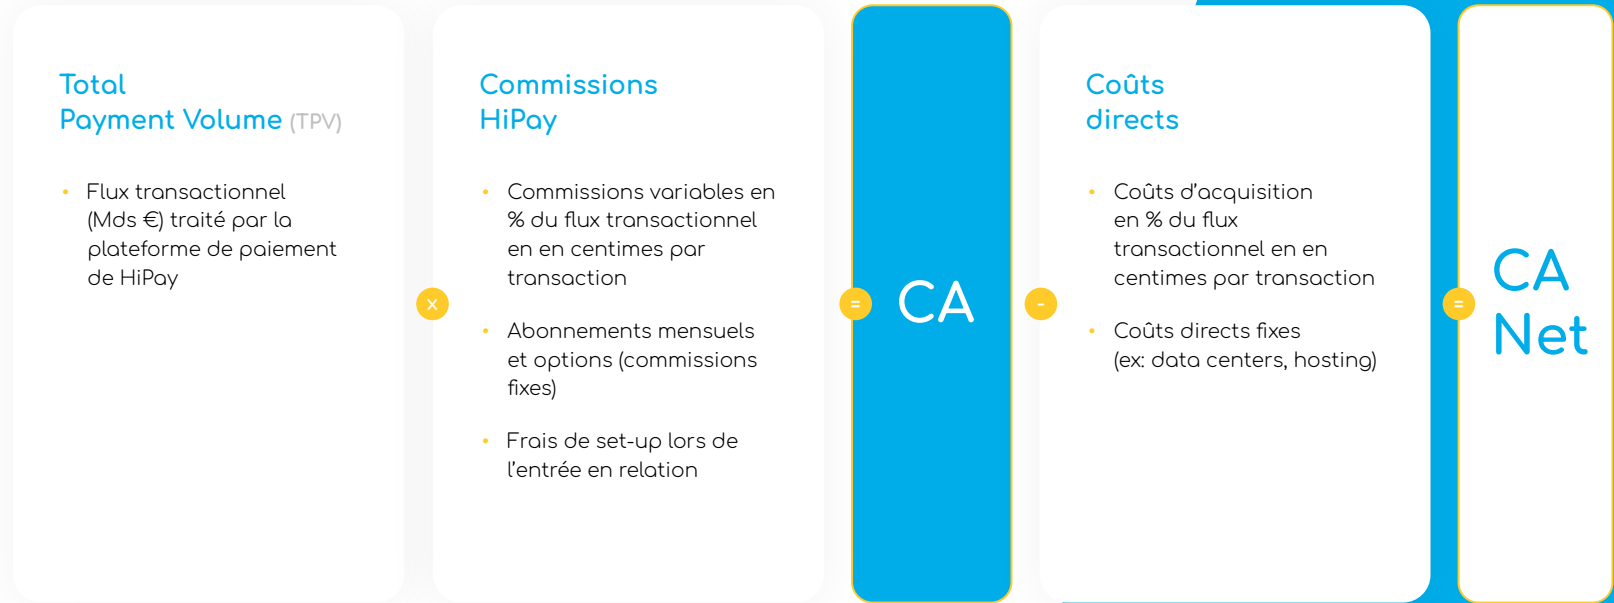 Total
Payment Volume (TPV)
• Flux transactionnel
(Mds €) traité par la
plateforme de paiement
de HiPay
x
Commissions
HiPay
• Commissions variables en
% du flux transactionnel
en en centimes par
transaction
• Abonnements mensuels
et options (commissions
fixes)
• Frais de set-up lors de
l’entrée en relation
=
CA
-
Coûts
directs
• Coûts d’acquisition
en % du flux
transactionnel en en
centimes par transaction
• Coûts directs fixes
(ex: data centers, hosting)
=
CA
Net